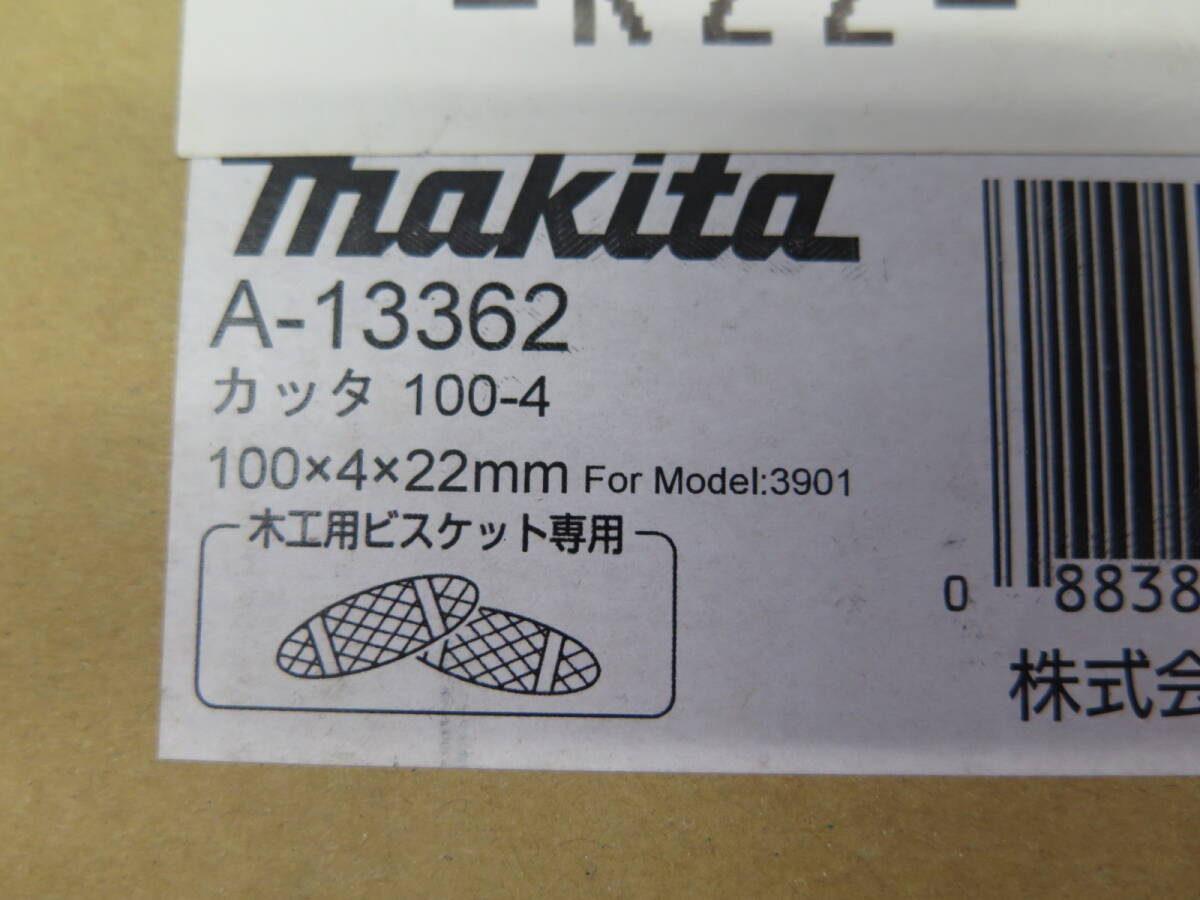 makita
A-13362
カッタ 100-4
100×4×22mm For Model:3901
木工用ビスケット専用
0 8838
株式会